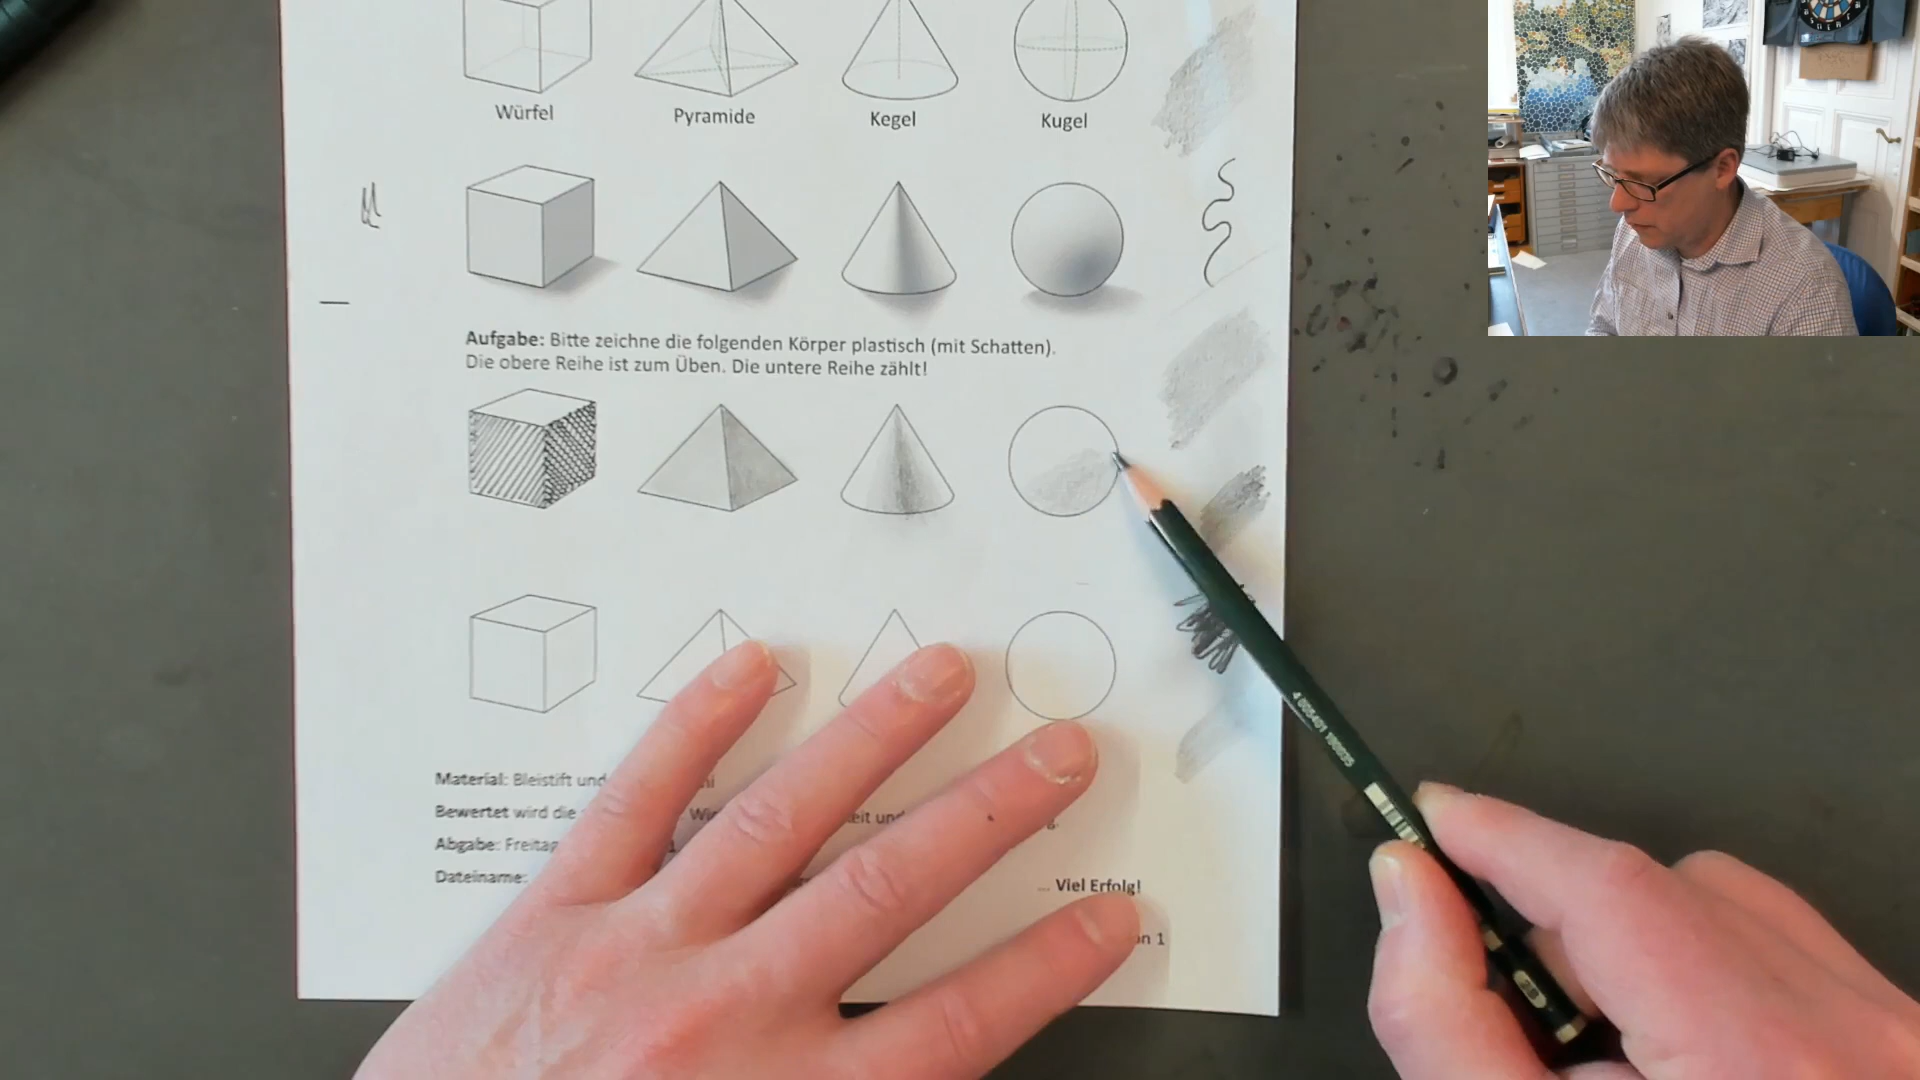 Würfel Pyramide Kegel Kugel
Aufgabe: Bitte zeichne die folgenden Körper plastisch (mit Schatten).
Die obere Reihe ist zum Üben. Die untere Reihe zählt!
Material: Bleistift und
Bewertet wird die
Abgabe: Freitag
Dateiname:
... Viel Erfolg!
1